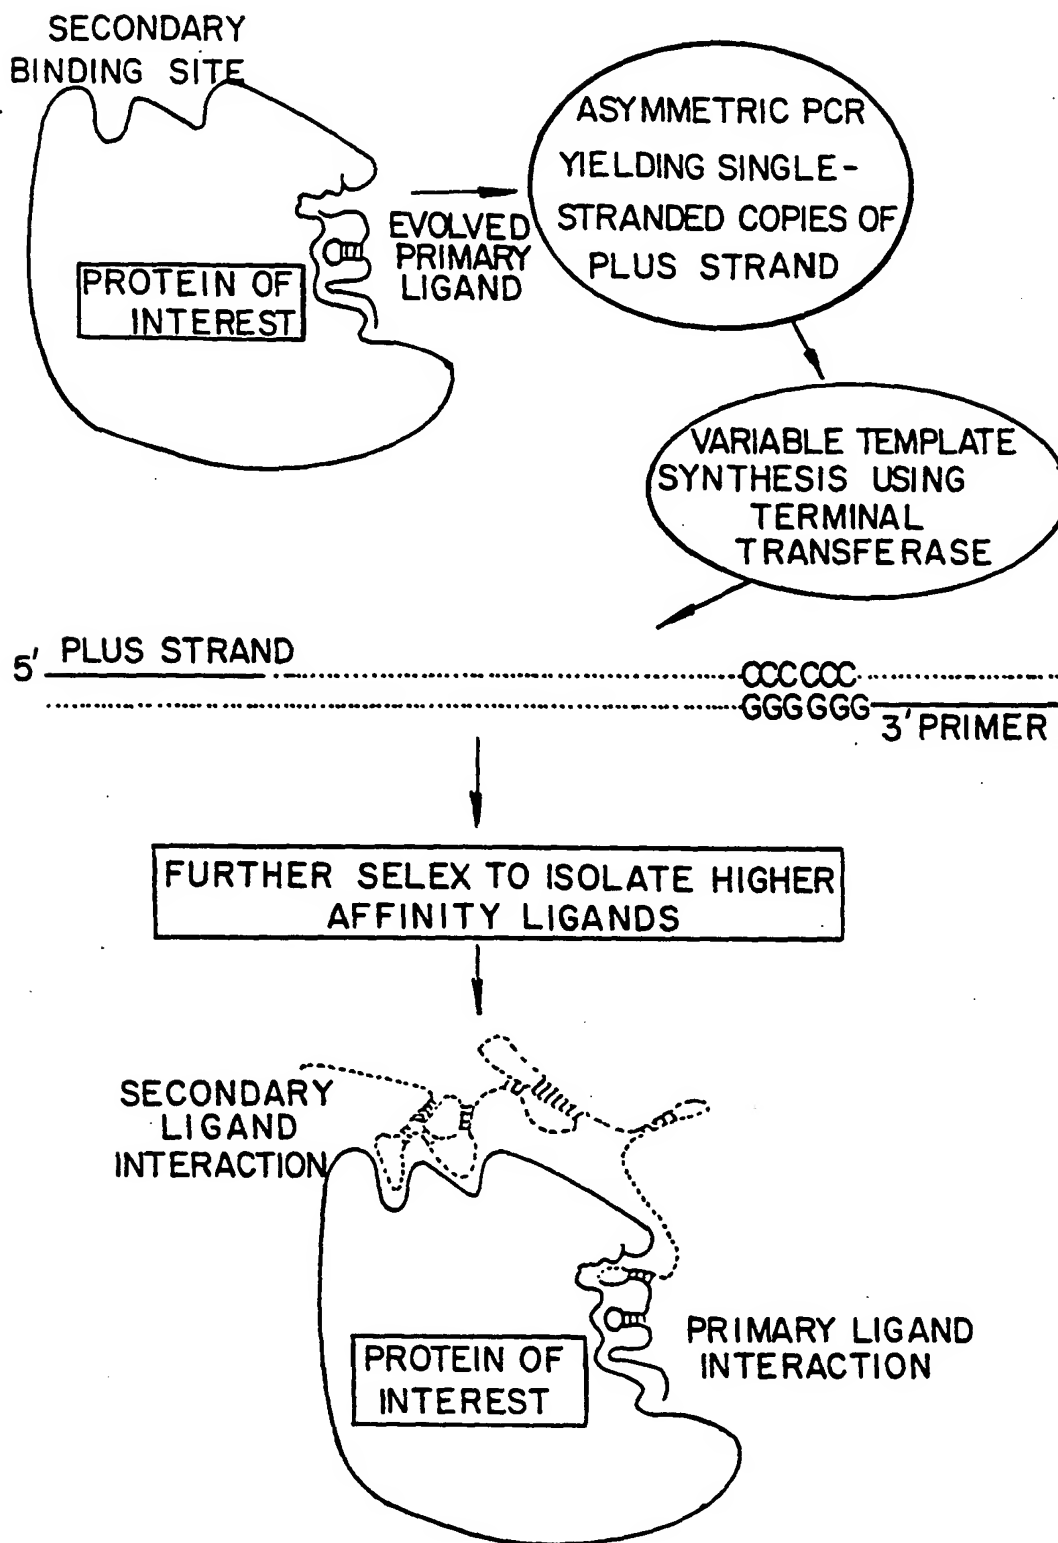 SECONDARY
BINDING SITE
PROTEIN OF
INTEREST
EVOLVED
PRIMARY
LIGAND
ASYMMETRIC PCR
YIELDING SINGLE-
STRANDED COPIES OF
PLUS STRAND
VARIABLE TEMPLATE
SYNTHESIS USING
TERMINAL
TRANSFERASE
5' PLUS STRAND
CCCCCCC
GGGGGGG
3' PRIMER
FURTHER SELEX TO ISOLATE HIGHER
AFFINITY LIGANDS
SECONDARY
LIGAND
INTERACTION
PROTEIN OF
INTEREST
PRIMARY LIGAND
INTERACTION